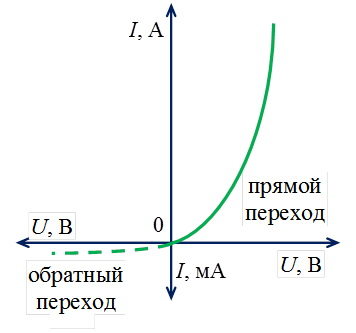 I, А
прямой
переход
U, В
0
обратный
переход
I, мА
U, В